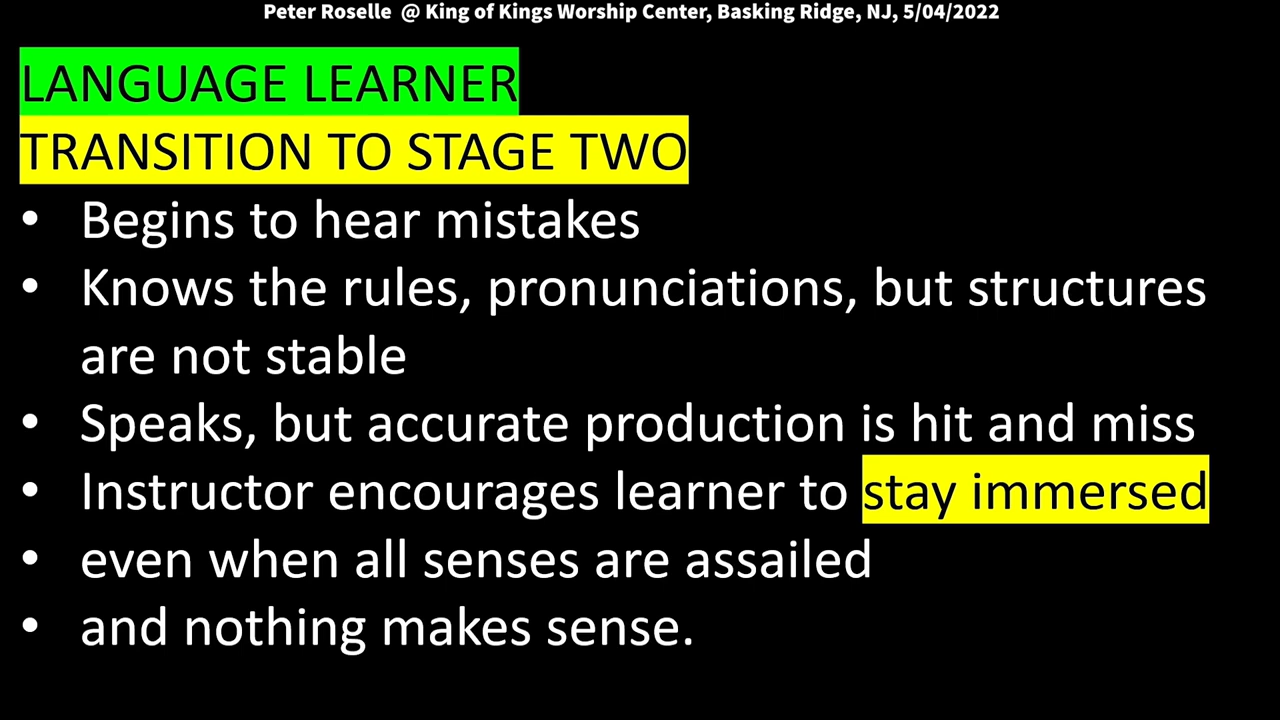 Peter Roselle @ King of Kings Worship Center, Basking Ridge, NJ, 5/04/2022
LANGUAGE LEARNER
TRANSITION TO STAGE TWO
• Begins to hear mistakes
• Knows the rules, pronunciations, but structures
are not stable
• Speaks, but accurate production is hit and miss
• Instructor encourages learner to stay immersed
• even when all senses are assailed
• and nothing makes sense.